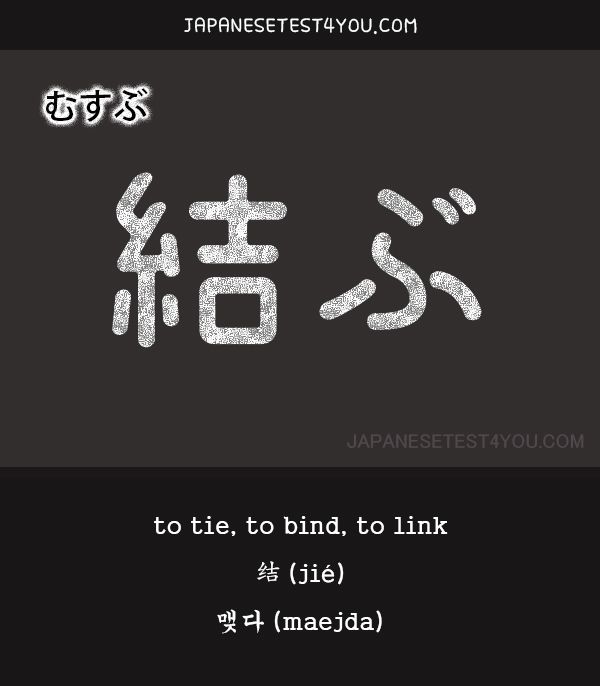 JAPANESETEST4YOU.COM
むすぶ
結ぶ
JAPANESETEST4YOU.COM
to tie, to bind, to link
结 (jié)
맺다 (maejda)